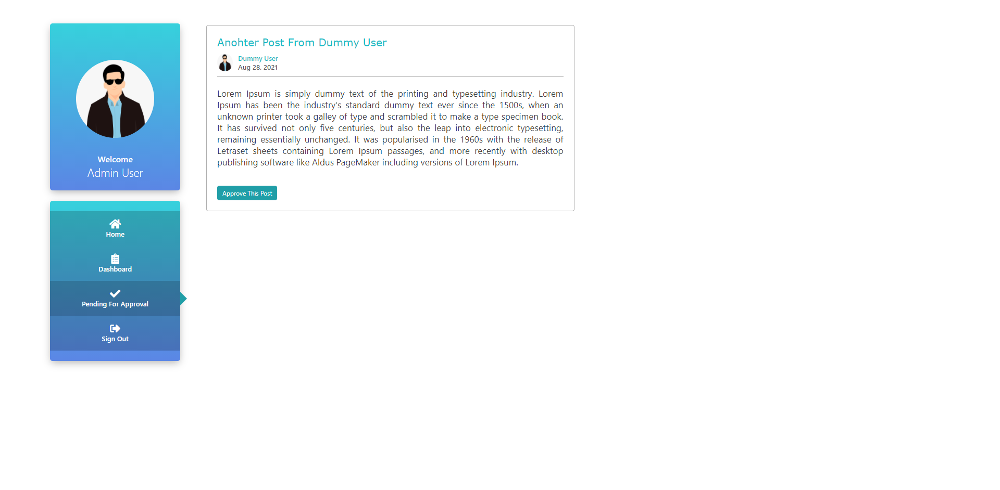 Welcome
Admin User
Home
Dashboard
Pending For Approval
Sign Out
Anohter Post From Dummy User
Dummy User
Aug 28, 2021
Lorem Ipsum is simply dummy text of the printing and typesetting industry. Lorem
Ipsum has been the industry's standard dummy text ever since the 1500s, when an
unknown printer took a galley of type and scrambled it to make a type specimen book.
It has survived not only five centuries, but also the leap into electronic typesetting,
remaining essentially unchanged. It was popularised in the 1960s with the release of
Letraset sheets containing Lorem Ipsum passages, and more recently with desktop
publishing software like Aldus PageMaker including versions of Lorem Ipsum.
Approve This Post